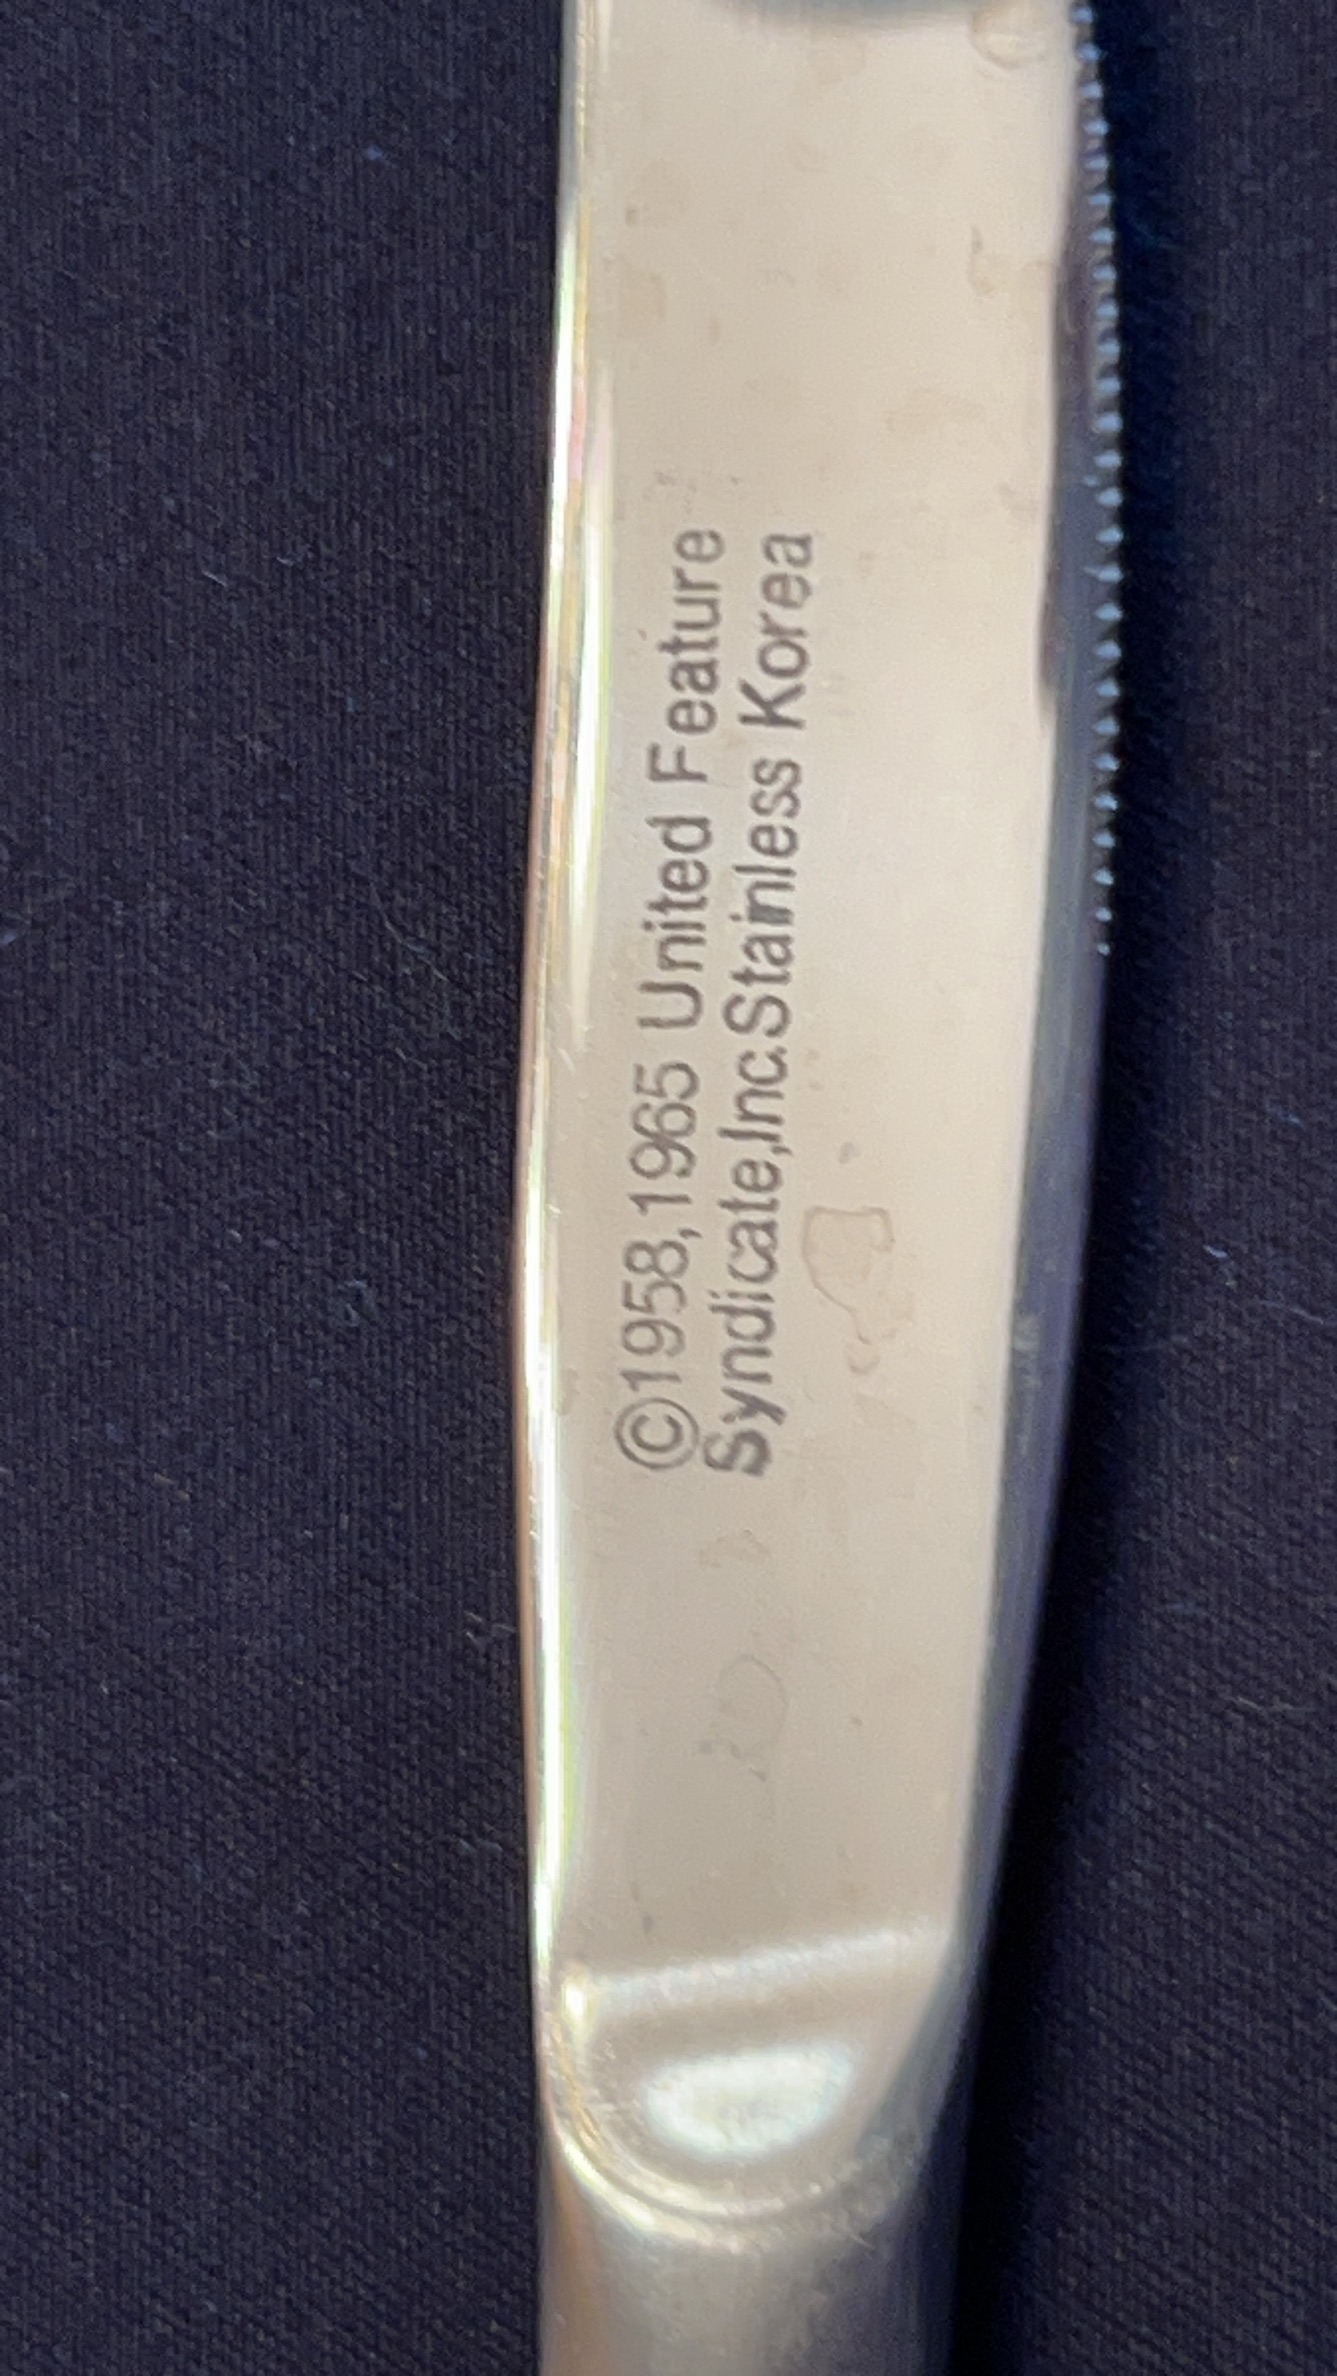 ©1958,1965 United Feature
Syndicate,Inc.Stainless Korea